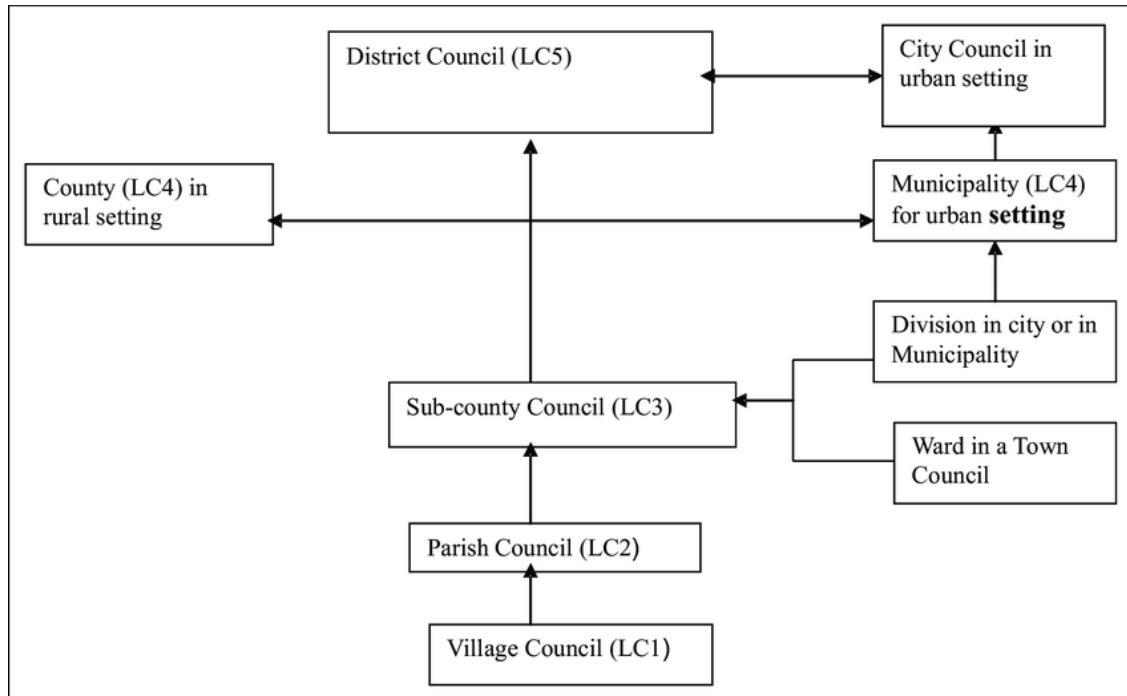 District Council (LC5)
City Council in
urban setting
County (LC4) in
rural setting
Municipality (LC4)
for urban setting
Division in city or in
Municipality
Sub-county Council (LC3)
Ward in a Town
Council
Parish Council (LC2)
Village Council (LC1)